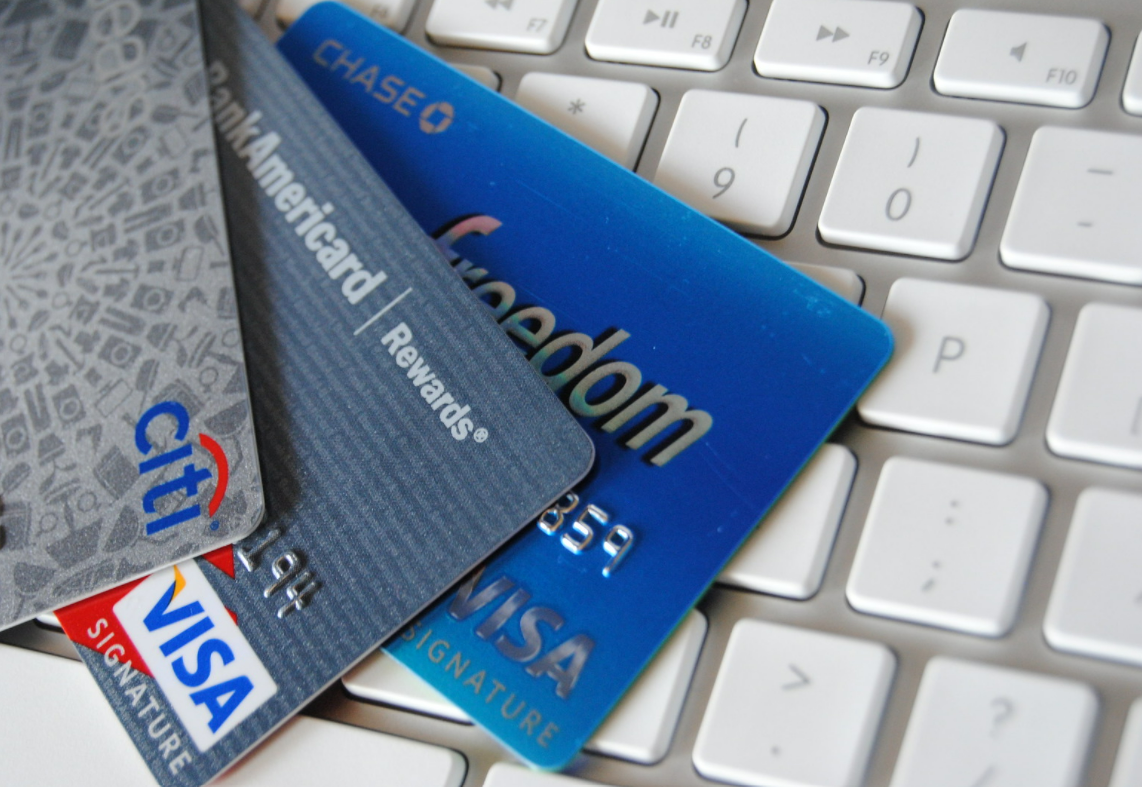 citi
BankAmericard | Rewards®
194
VISA
SIGNATURE
CHASE
freedom
859
VISA
SIGNATURE
F7
F8
F9
F10
*
(
9
)
0
P
:
;
>
.
?
/